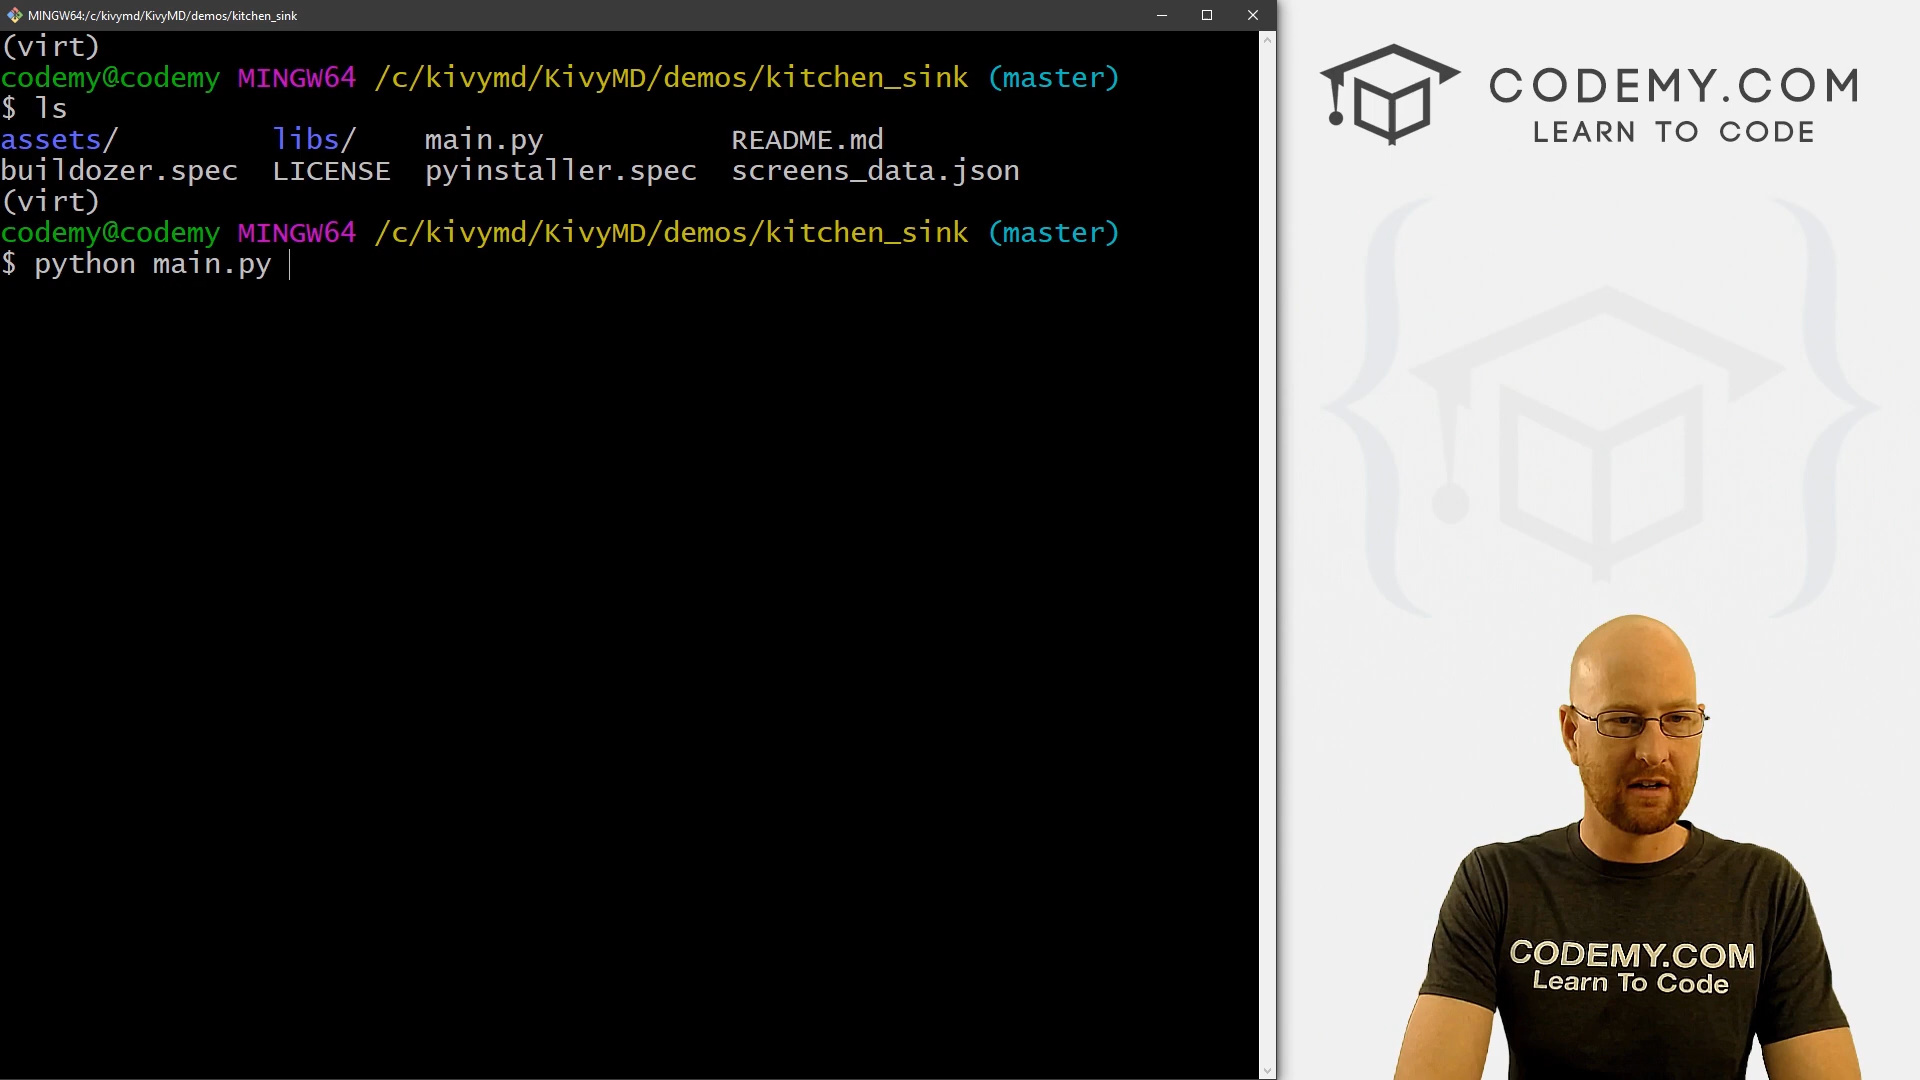 MINGW64:/c/kivymd/KivyMD/demos/kitchen_sink
(virt)
codemy@codemy MINGW64 /c/kivymd/KivyMD/demos/kitchen_sink (master)
$ ls
assets/ libs/ main.py README.md
buildozer.spec LICENSE pyinstaller.spec screens_data.json
(virt)
codemy@codemy MINGW64 /c/kivymd/KivyMD/demos/kitchen_sink (master)
$ python main.py
CODEMY.COM
LEARN TO CODE
CODEMY.COM
Learn To Code